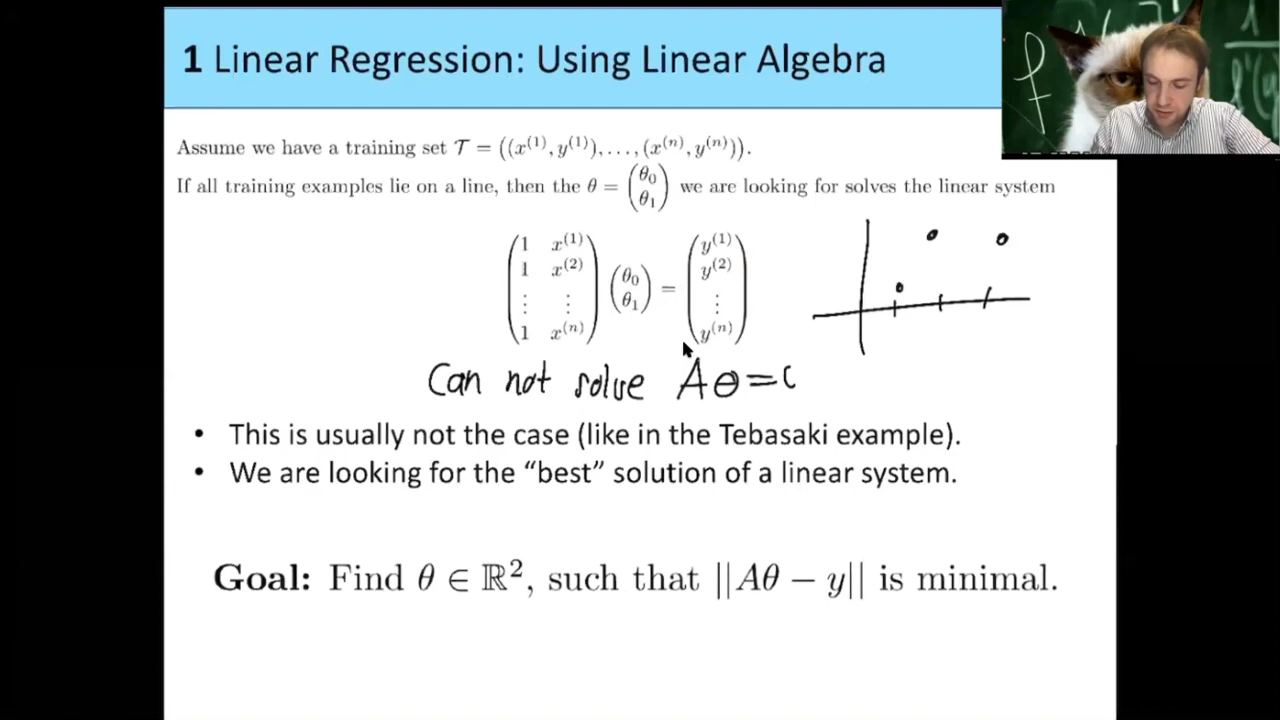 1 Linear Regression: Using Linear Algebra
Assume we have a training set T = ((x^(1), y^(1)), . . . , (x^(n), y^(n))).
If all training examples lie on a line, then the θ = (θ₀ θ₁) we are looking for solves the linear system
1 x^(1)
1 x^(2)
⋮ ⋮
1 x^(n)
θ₀
θ₁
=
y^(1)
y^(2)
⋮
y^(n)
Can not solve Aθ=
• This is usually not the case (like in the Tebasaki example).
• We are looking for the “best” solution of a linear system.
Goal: Find θ ∈ ℝ², such that ||Aθ − y|| is minimal.